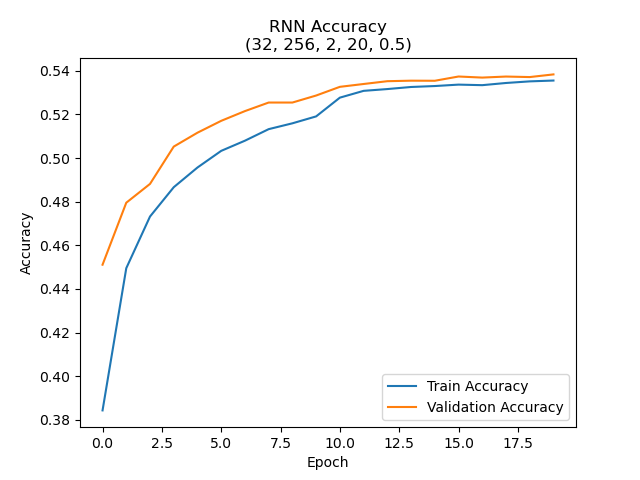 RNN Accuracy
(32, 256, 2, 20, 0.5)
Accuracy
0.54
0.52
0.50
0.48
0.46
0.44
0.42
0.40
0.38
Train Accuracy
Validation Accuracy
0.0 2.5 5.0 7.5 10.0 12.5 15.0 17.5
Epoch